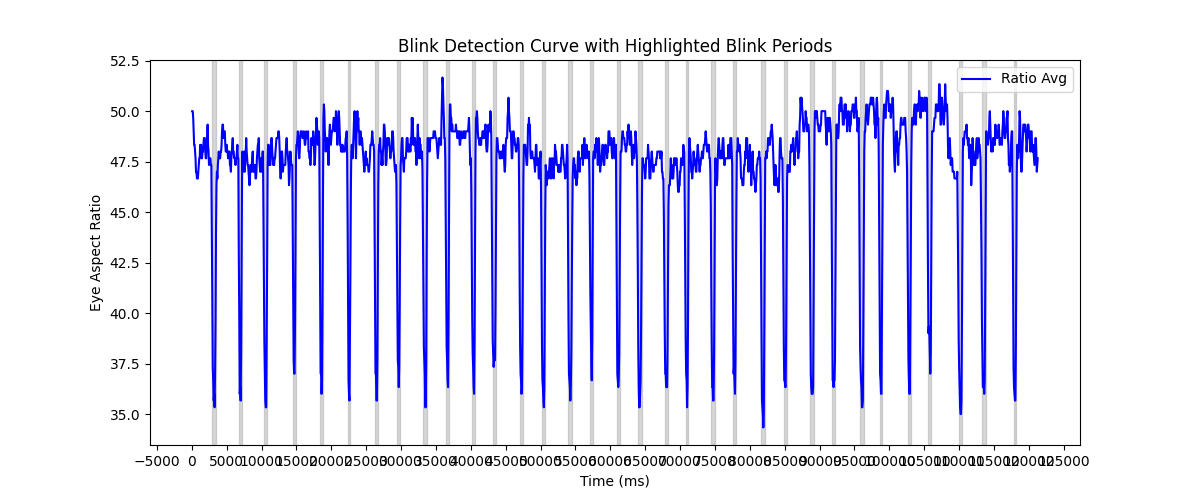 Blink Detection Curve with Highlighted Blink Periods
Ratio Avg
Eye Aspect Ratio
52.5
50.0
47.5
45.0
42.5
40.0
37.5
35.0
−5000 0 5000 10000 15000 20000 25000 30000 35000 40000 45000 50000 55000 60000 65000 70000 75000 80000 85000 90000 95000 100000 105000 110000 115000 120000 125000
Time (ms)